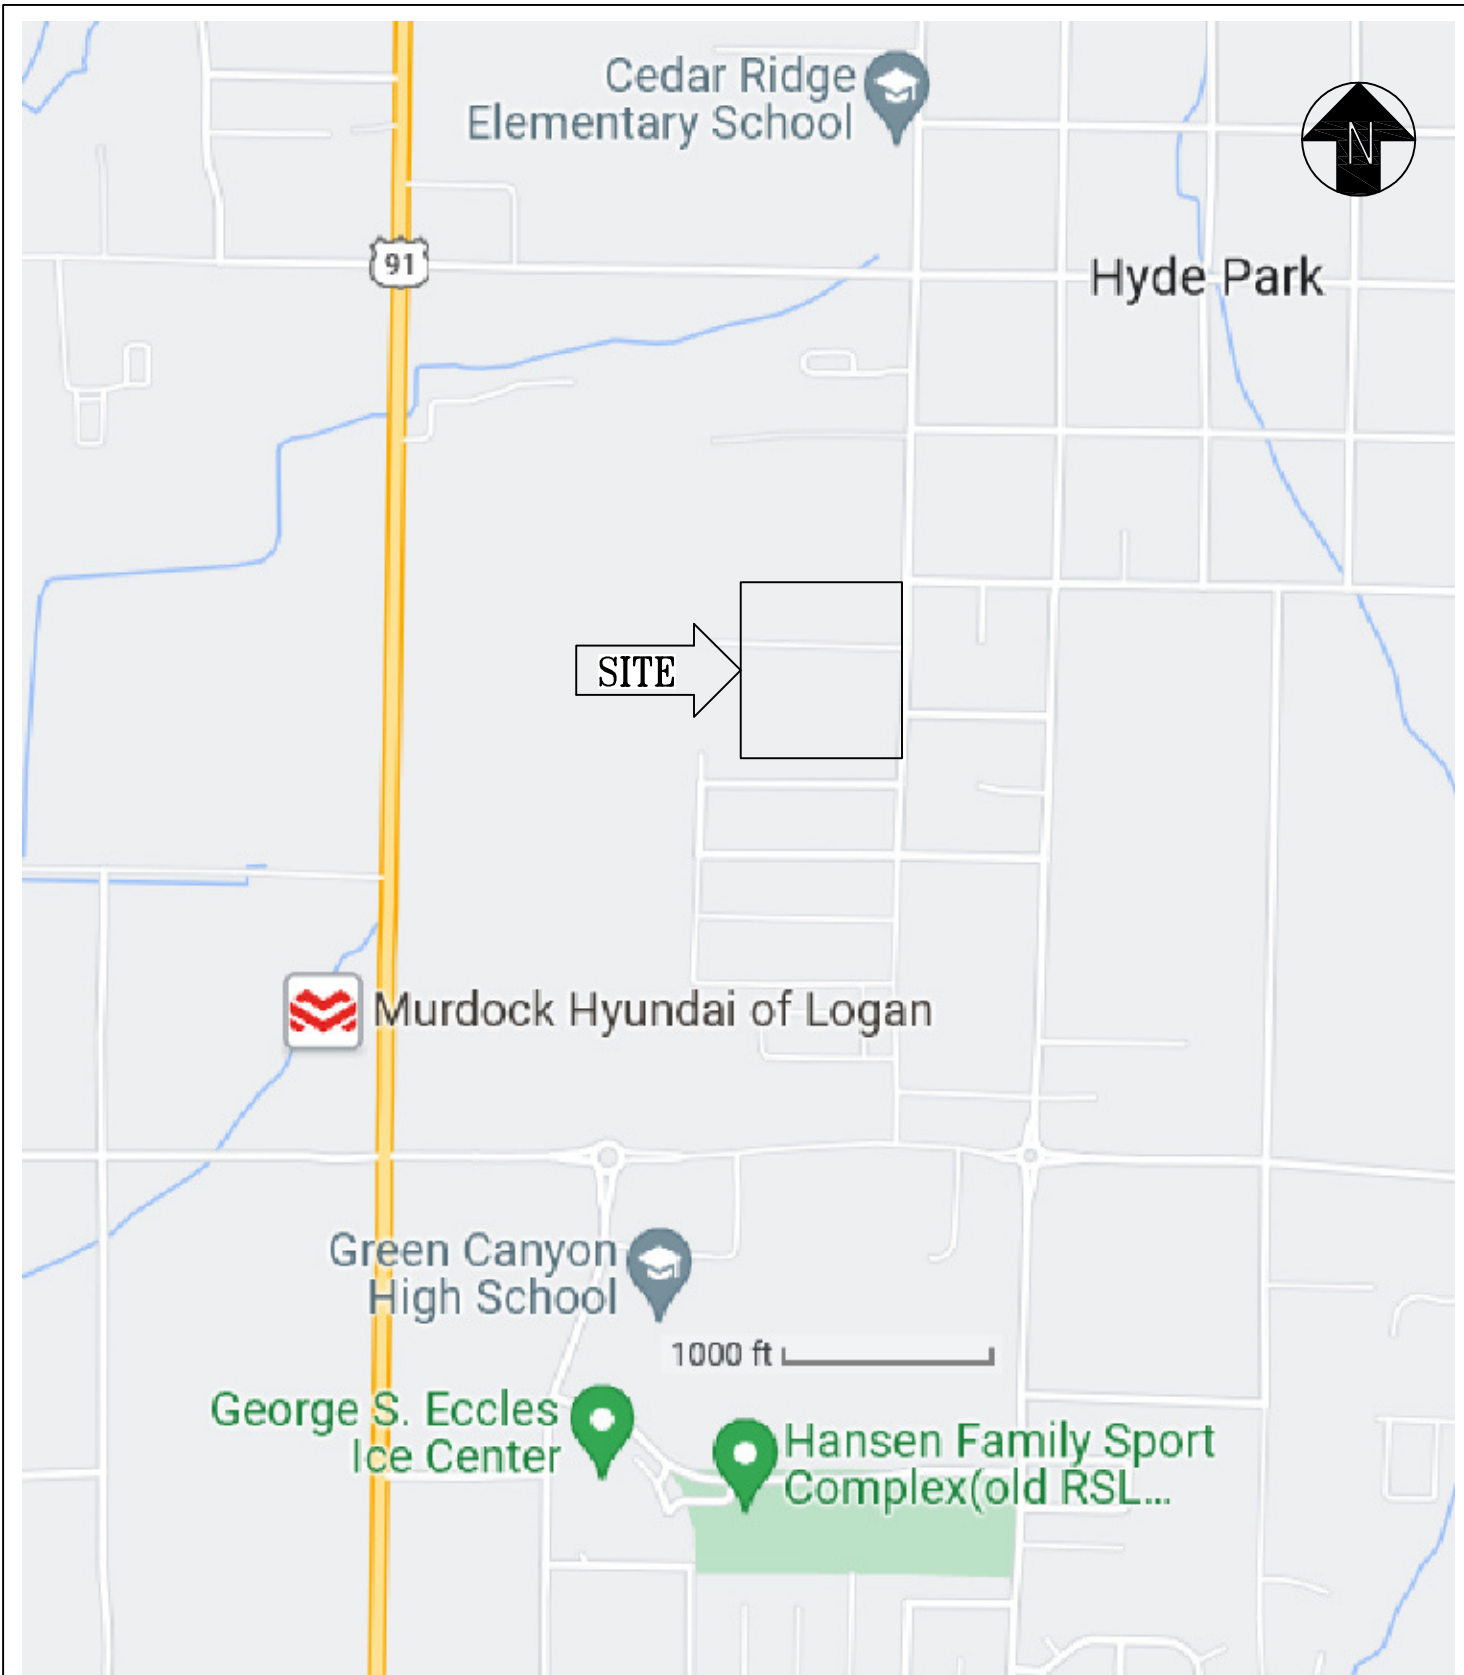 Cedar Ridge
Elementary School
N
91
Hyde Park
SITE
Murdock Hyundai of Logan
Green Canyon
High School
1000 ft
George S. Eccles
Ice Center
Hansen Family Sport
Complex(old RSL...